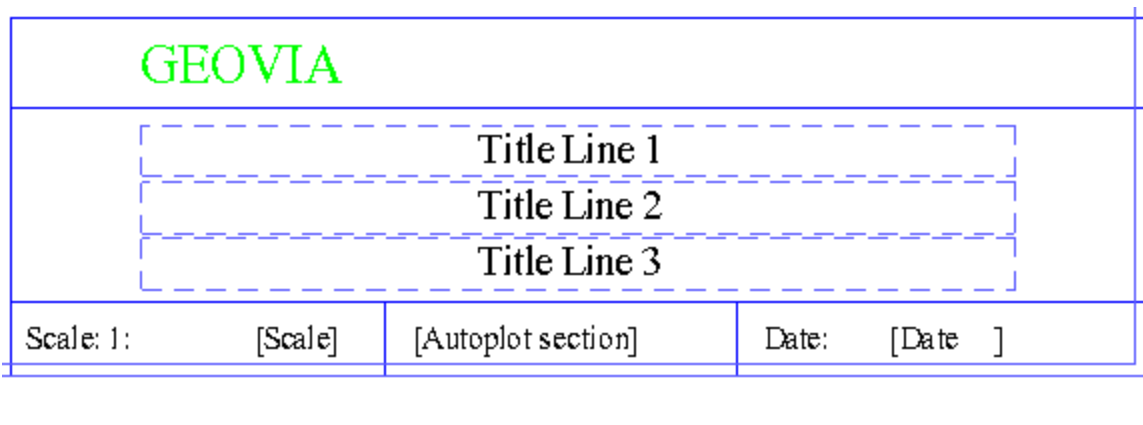 GEOVIA
Title Line 1
Title Line 2
Title Line 3
Scale: 1: [Scale] [Autoplot section] Date: [Date ]